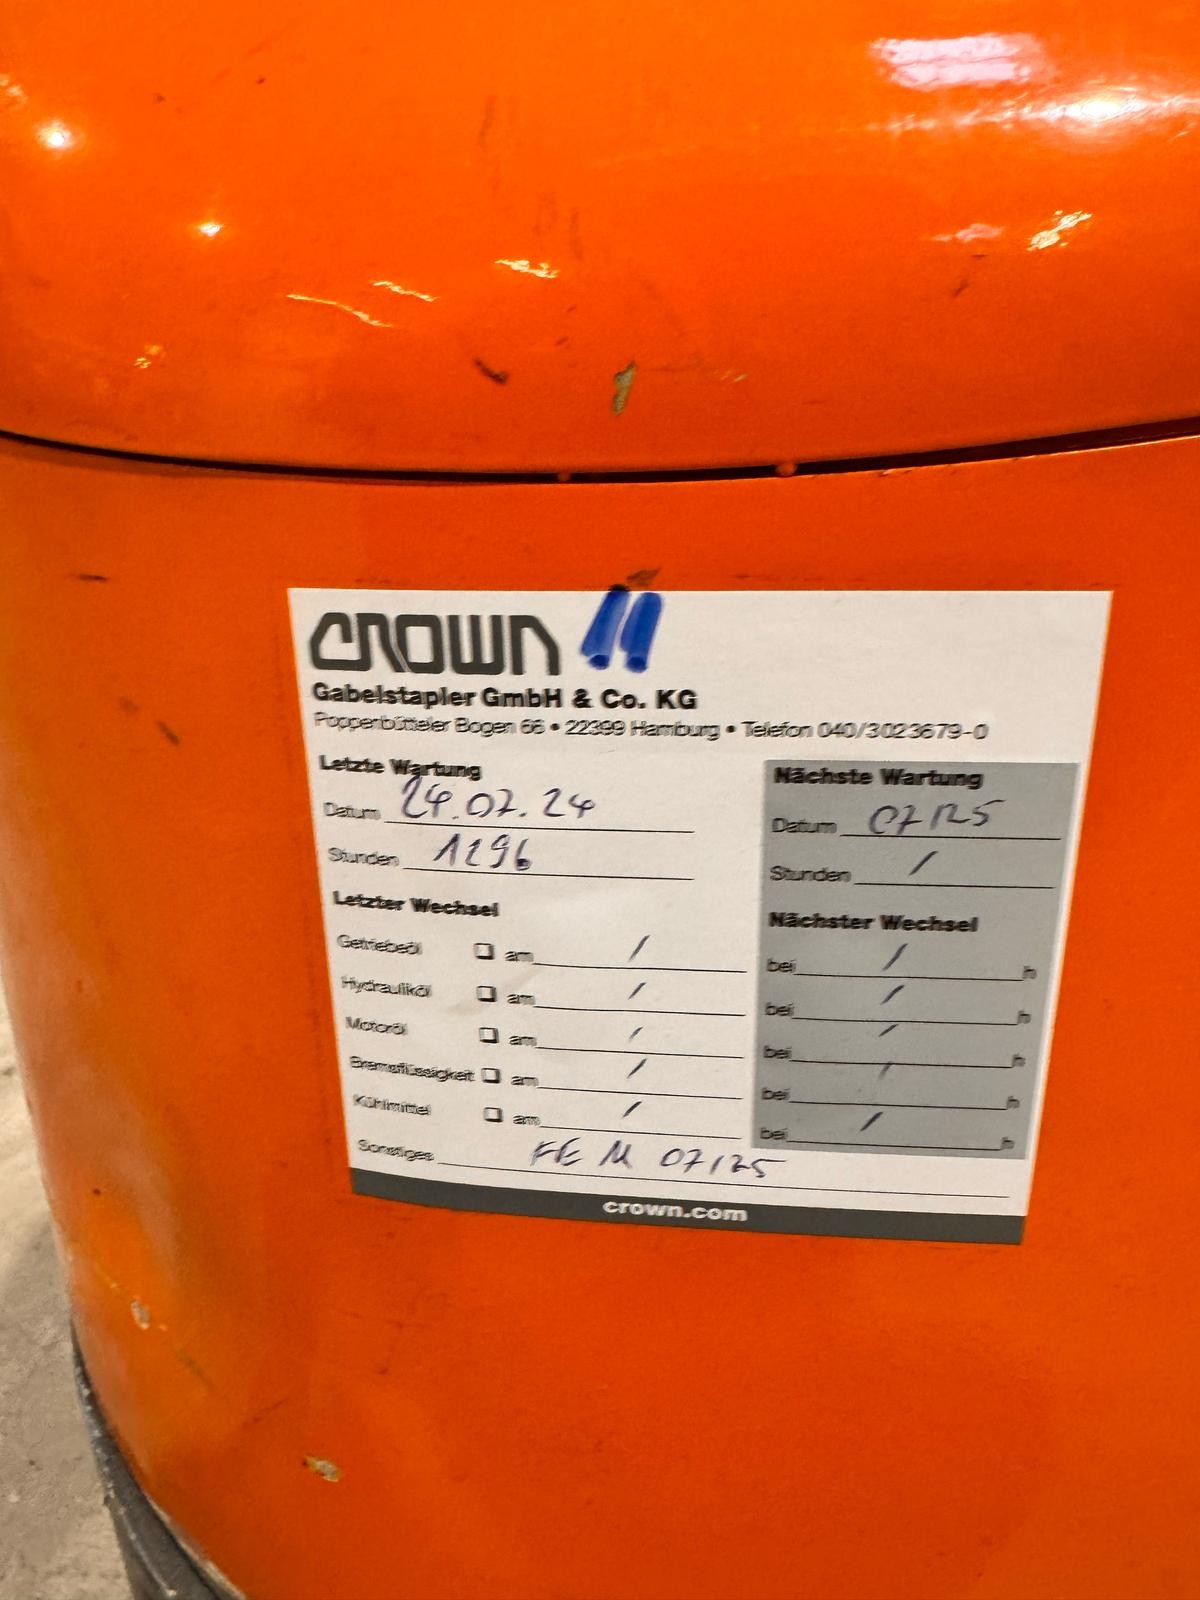 CROWN
Gabelstapler GmbH & Co. KG
Poppenbütteler Bogen 66 • 22399 Hamburg • Telefon 040/3023679-0
Letzte Wartung
Datum 24.07.24
Stunden 1296
Nächste Wartung
Datum 07/25
Stunden /
Letzter Wechsel
Getriebeöl ❑ am /
Hydrauliköl ❑ am /
Motoröl ❑ am /
Bremsflüssigkeit ❑ am /
Kühlmittel ❑ am /
Nächster Wechsel
bei / h
bei / h
bei / h
bei / h
bei / h
Sonstiges FEM 07/25
crown.com